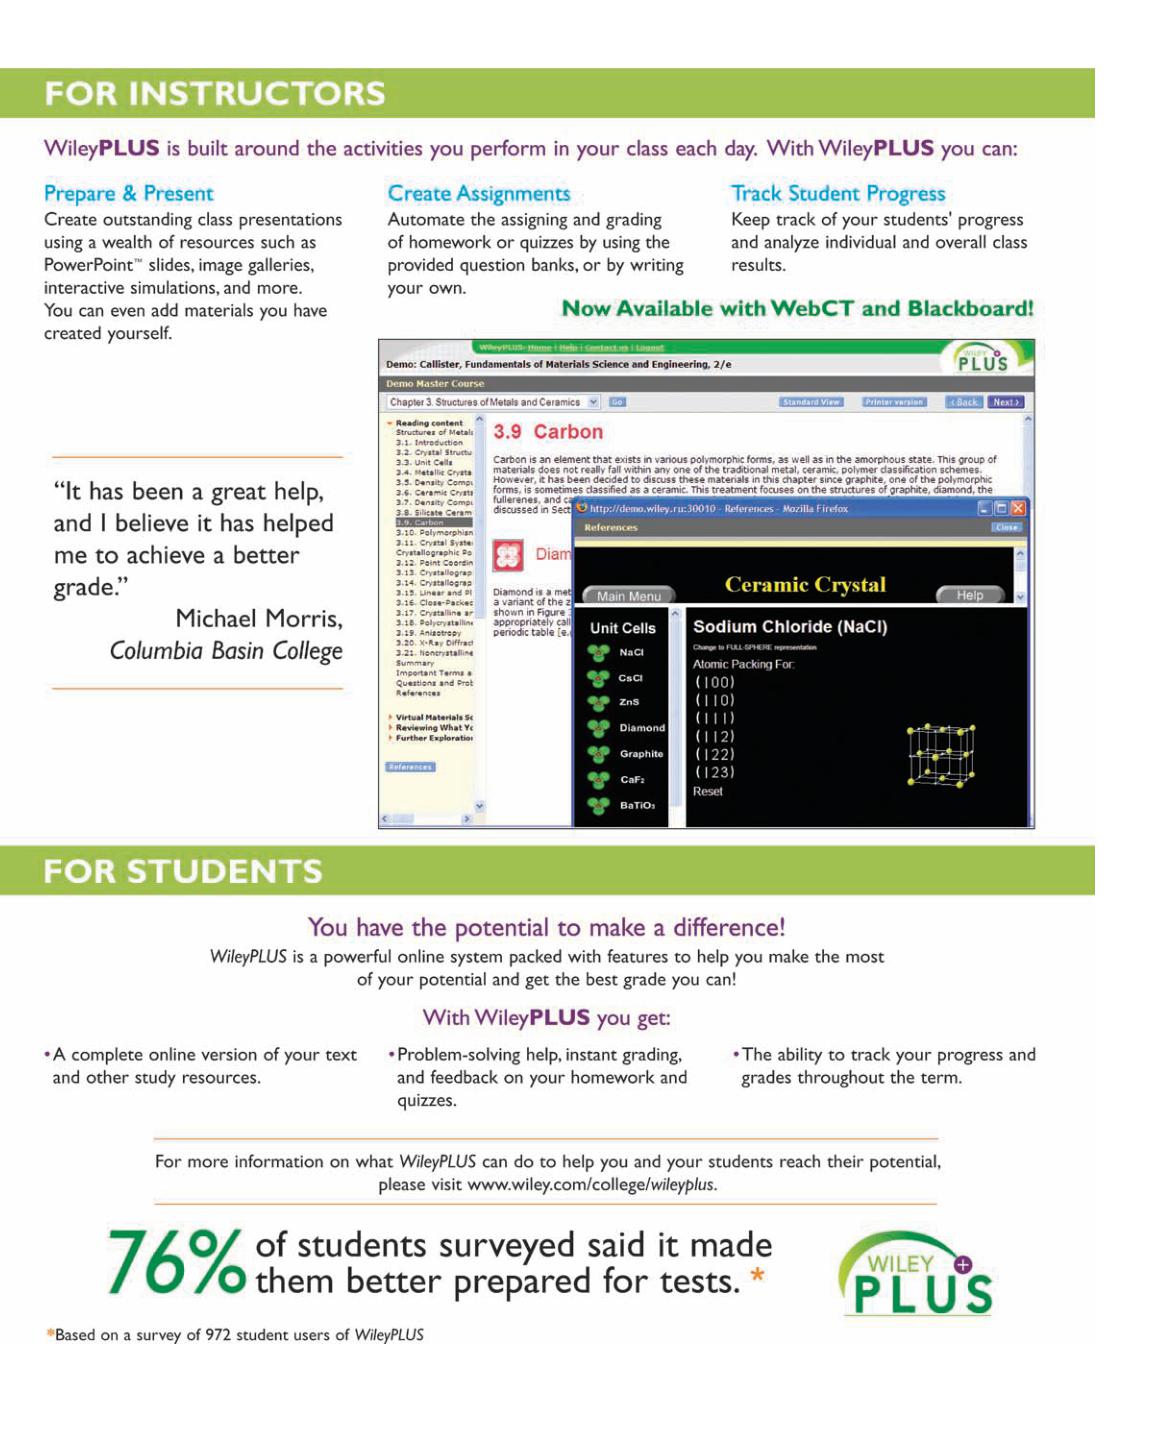 FOR INSTRUCTORS
WileyPLUS is built around the activities you perform in your class each day. With WileyPLUS you can:
Prepare & Present
Create outstanding class presentations
using a wealth of resources such as
PowerPoint™ slides, image galleries,
interactive simulations, and more.
You can even add materials you have
created yourself.
Create Assignments
Automate the assigning and grading
of homework or quizzes by using the
provided question banks, or by writing
your own.
Track Student Progress
Keep track of your students' progress
and analyze individual and overall class
results.
Now Available with WebCT and Blackboard!
“It has been a great help,
and I believe it has helped
me to achieve a better
grade.”
Michael Morris,
Columbia Basin College
WileyPLUS: Home | Help | Contact us | Logout
WILEY PLUS
Demo: Callister, Fundamentals of Materials Science and Engineering, 2/e
Demo Master Course
Chapter 3. Structures of Metals and Ceramics Go Standard View Printer version < Back Next >
Reading content
Structures of Metals
3.1. Introduction
3.2. Crystal Structu
3.3. Unit Cells
3.4. Metallic Crysta
3.5. Density Compu
3.6. Ceramic Crysta
3.7. Density Compu
3.8. Silicate Ceram
3.9. Carbon
3.10. Polymorphism
3.11. Crystal Syste
Crystallographic Po
3.12. Point Coordin
3.13. Crystallograp
3.14. Crystallograp
3.15. Linear and Pl
3.16. Close-Packed
3.17. Crystalline ar
3.18. Polycrystalline
3.19. Anisotropy
3.20. X-Ray Diffract
3.21. Noncrystalline
Summary
Important Terms a
Questions and Prob
References
Virtual Materials Sc
Reviewing What Yo
Further Exploration
References
3.9 Carbon
Carbon is an element that exists in various polymorphic forms, as well as in the amorphous state. This group of
materials does not really fall within any one of the traditional metal, ceramic, polymer classification schemes.
However, it has been decided to discuss these materials in this chapter since graphite, one of the polymorphic
forms, is sometimes classified as a ceramic. This treatment focuses on the structures of graphite, diamond, the
fullerenes, and ca
discussed in Sect
Diam
Diamond is a met
a variant of the z
shown in Figure
appropriately call
periodic table [e.
http://demo.wiley.ru:30010 - References - Mozilla Firefox
References Close
Main Menu Ceramic Crystal Help
Unit Cells
NaCl
CsCl
ZnS
Diamond
Graphite
CaF₂
BaTiO₃
Sodium Chloride (NaCl)
Change to FULL-SPHERE representation
Atomic Packing For:
(100)
(110)
(111)
(112)
(122)
(123)
Reset
FOR STUDENTS
You have the potential to make a difference!
WileyPLUS is a powerful online system packed with features to help you make the most
of your potential and get the best grade you can!
With WileyPLUS you get:
• A complete online version of your text
and other study resources.
• Problem-solving help, instant grading,
and feedback on your homework and
quizzes.
• The ability to track your progress and
grades throughout the term.
For more information on what WileyPLUS can do to help you and your students reach their potential,
please visit www.wiley.com/college/wileyplus.
76% of students surveyed said it made
them better prepared for tests. *
WILEY PLUS
*Based on a survey of 972 student users of WileyPLUS